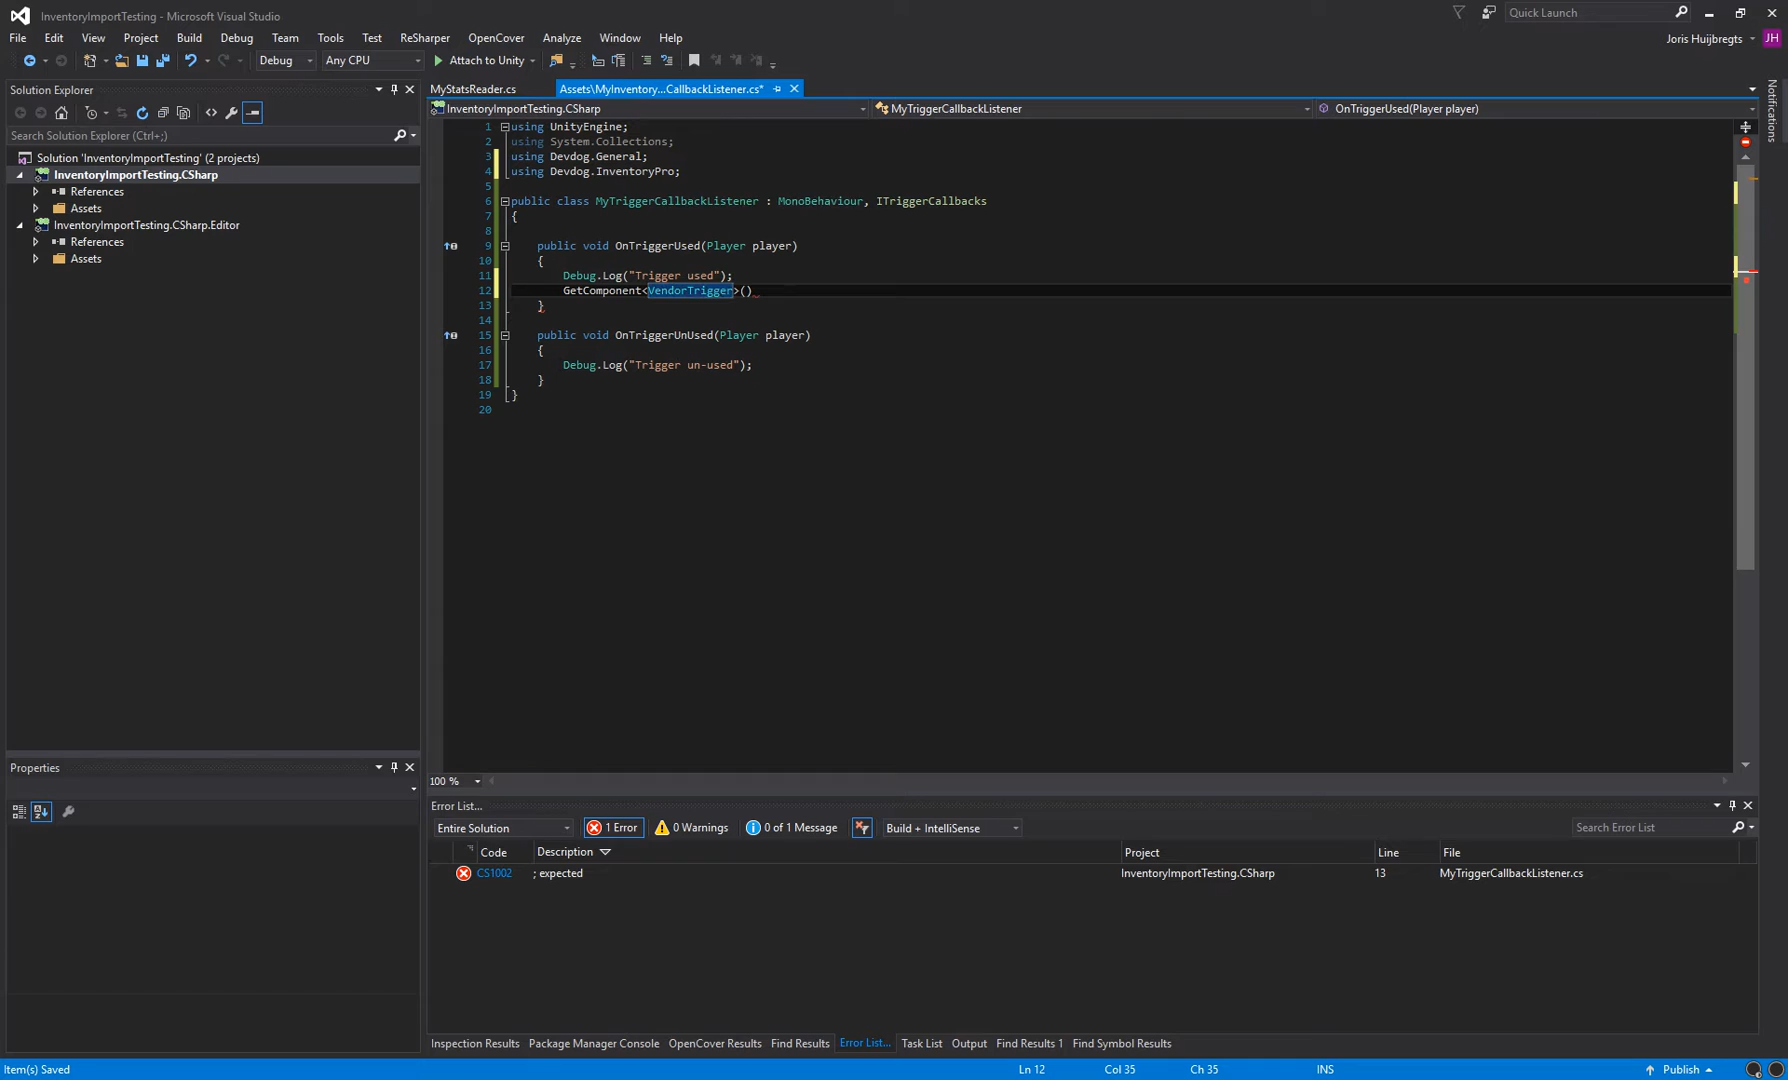 InventoryImportTesting - Microsoft Visual Studio
Quick Launch
File Edit View Project Build Debug Team Tools Test ReSharper OpenCover Analyze Window Help
Joris Huijbregts JH
Debug Any CPU Attach to Unity
Solution Explorer
MyStatsReader.cs Assets\MyInventory...CallbackListener.cs*
InventoryImportTesting.CSharp MyTriggerCallbackListener OnTriggerUsed(Player player)
Notifications
Search Solution Explorer (Ctrl+;)
Solution 'InventoryImportTesting' (2 projects)
InventoryImportTesting.CSharp
References
Assets
InventoryImportTesting.CSharp.Editor
References
Assets
1 using UnityEngine;
2 using System.Collections;
3 using Devdog.General;
4 using Devdog.InventoryPro;
5
6 public class MyTriggerCallbackListener : MonoBehaviour, ITriggerCallbacks
7 {
8
9 public void OnTriggerUsed(Player player)
10 {
11 Debug.Log("Trigger used");
12 GetComponent<VendorTrigger>()
13 }
14
15 public void OnTriggerUnUsed(Player player)
16 {
17 Debug.Log("Trigger un-used");
18 }
19 }
20
Properties
100 %
Error List...
Entire Solution 1 Error 0 Warnings 0 of 1 Message Build + IntelliSense Search Error List
Code Description Project Line File
CS1002 ; expected InventoryImportTesting.CSharp 13 MyTriggerCallbackListener.cs
Inspection Results Package Manager Console OpenCover Results Find Results Error List... Task List Output Find Results 1 Find Symbol Results
Item(s) Saved Ln 12 Col 35 Ch 35 INS Publish